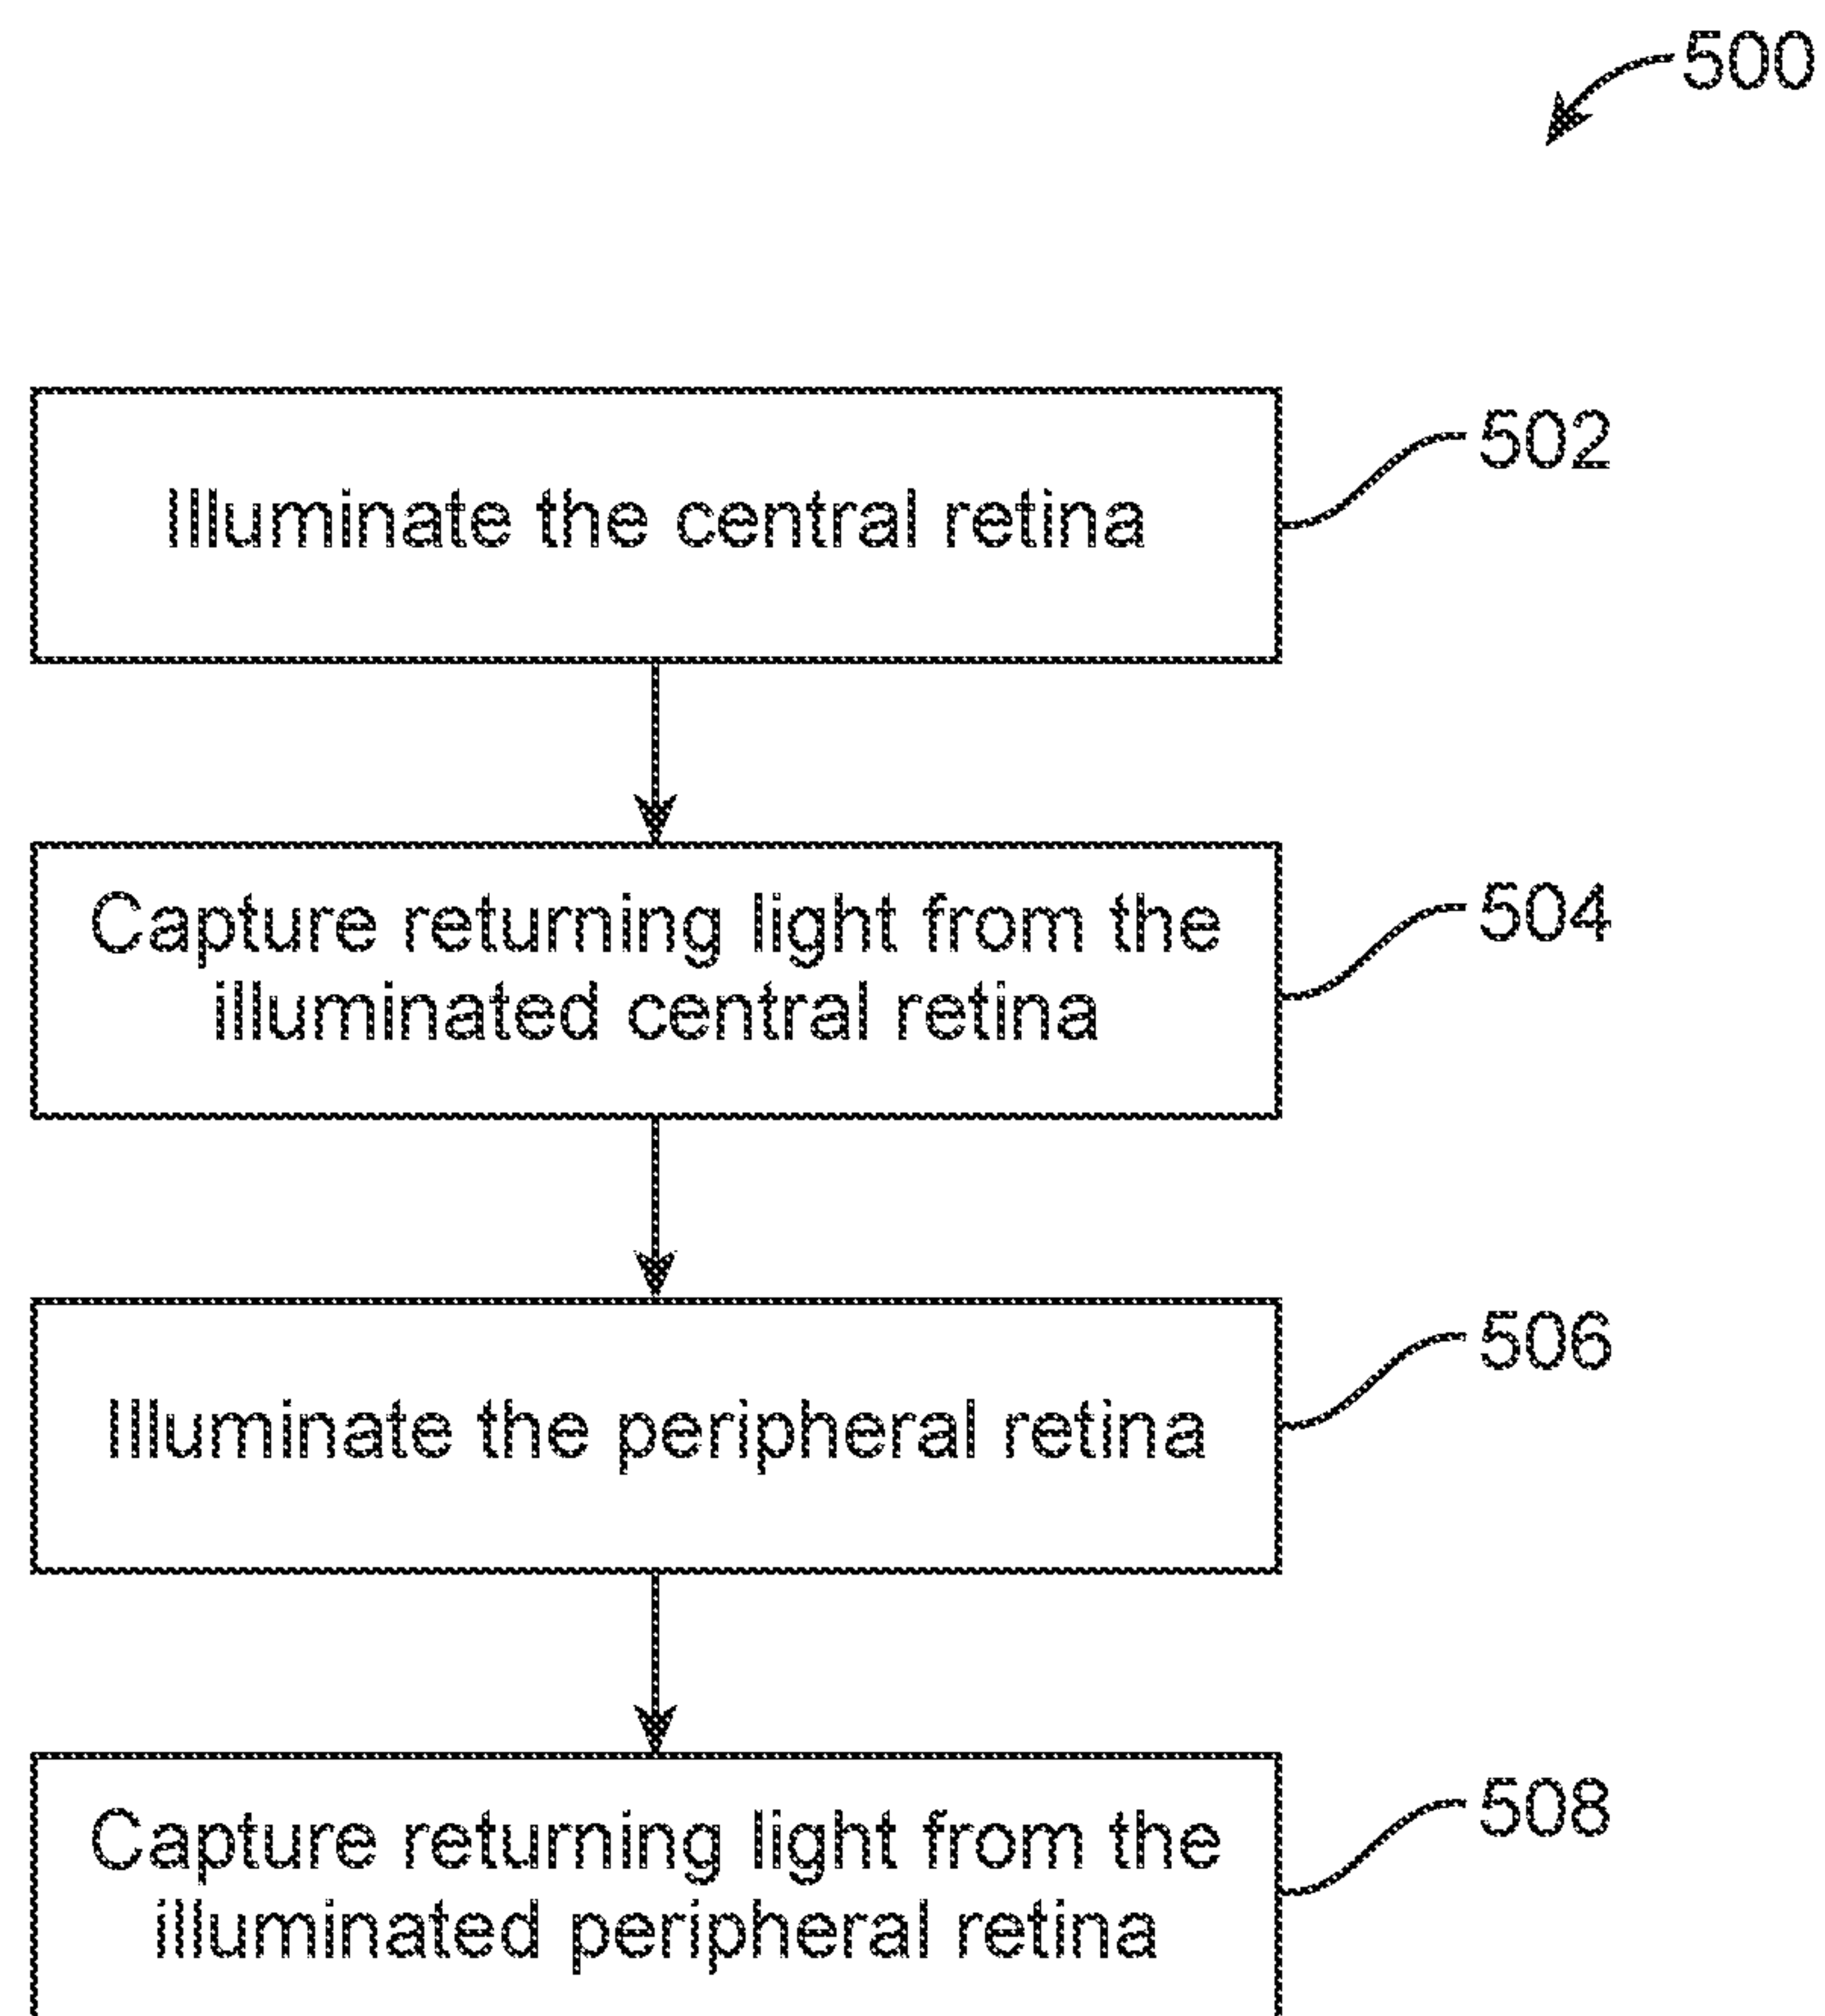 500
Illuminate the central retina
502
Capture returning light from the
illuminated central retina
504
Illuminate the peripheral retina
506
Capture returning light from the
illuminated peripheral retina
508